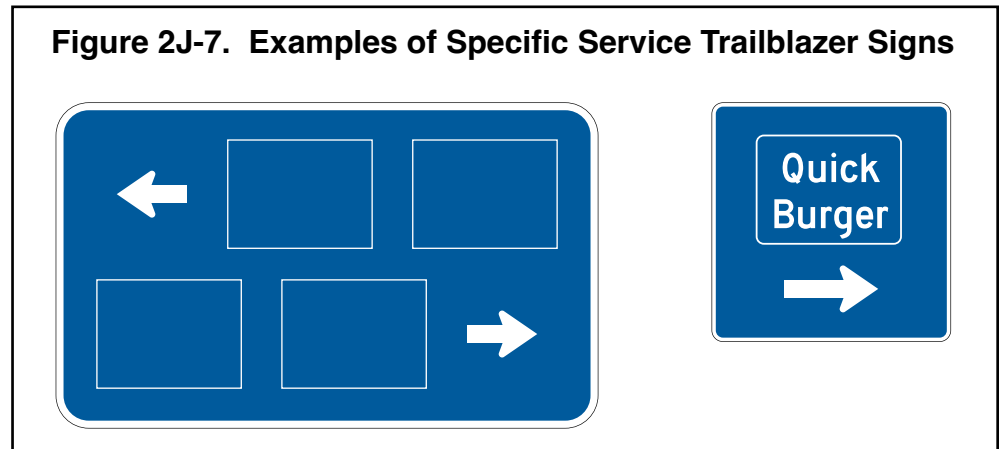 Figure 2J-7. Examples of Specific Service Trailblazer Signs
Quick
Burger